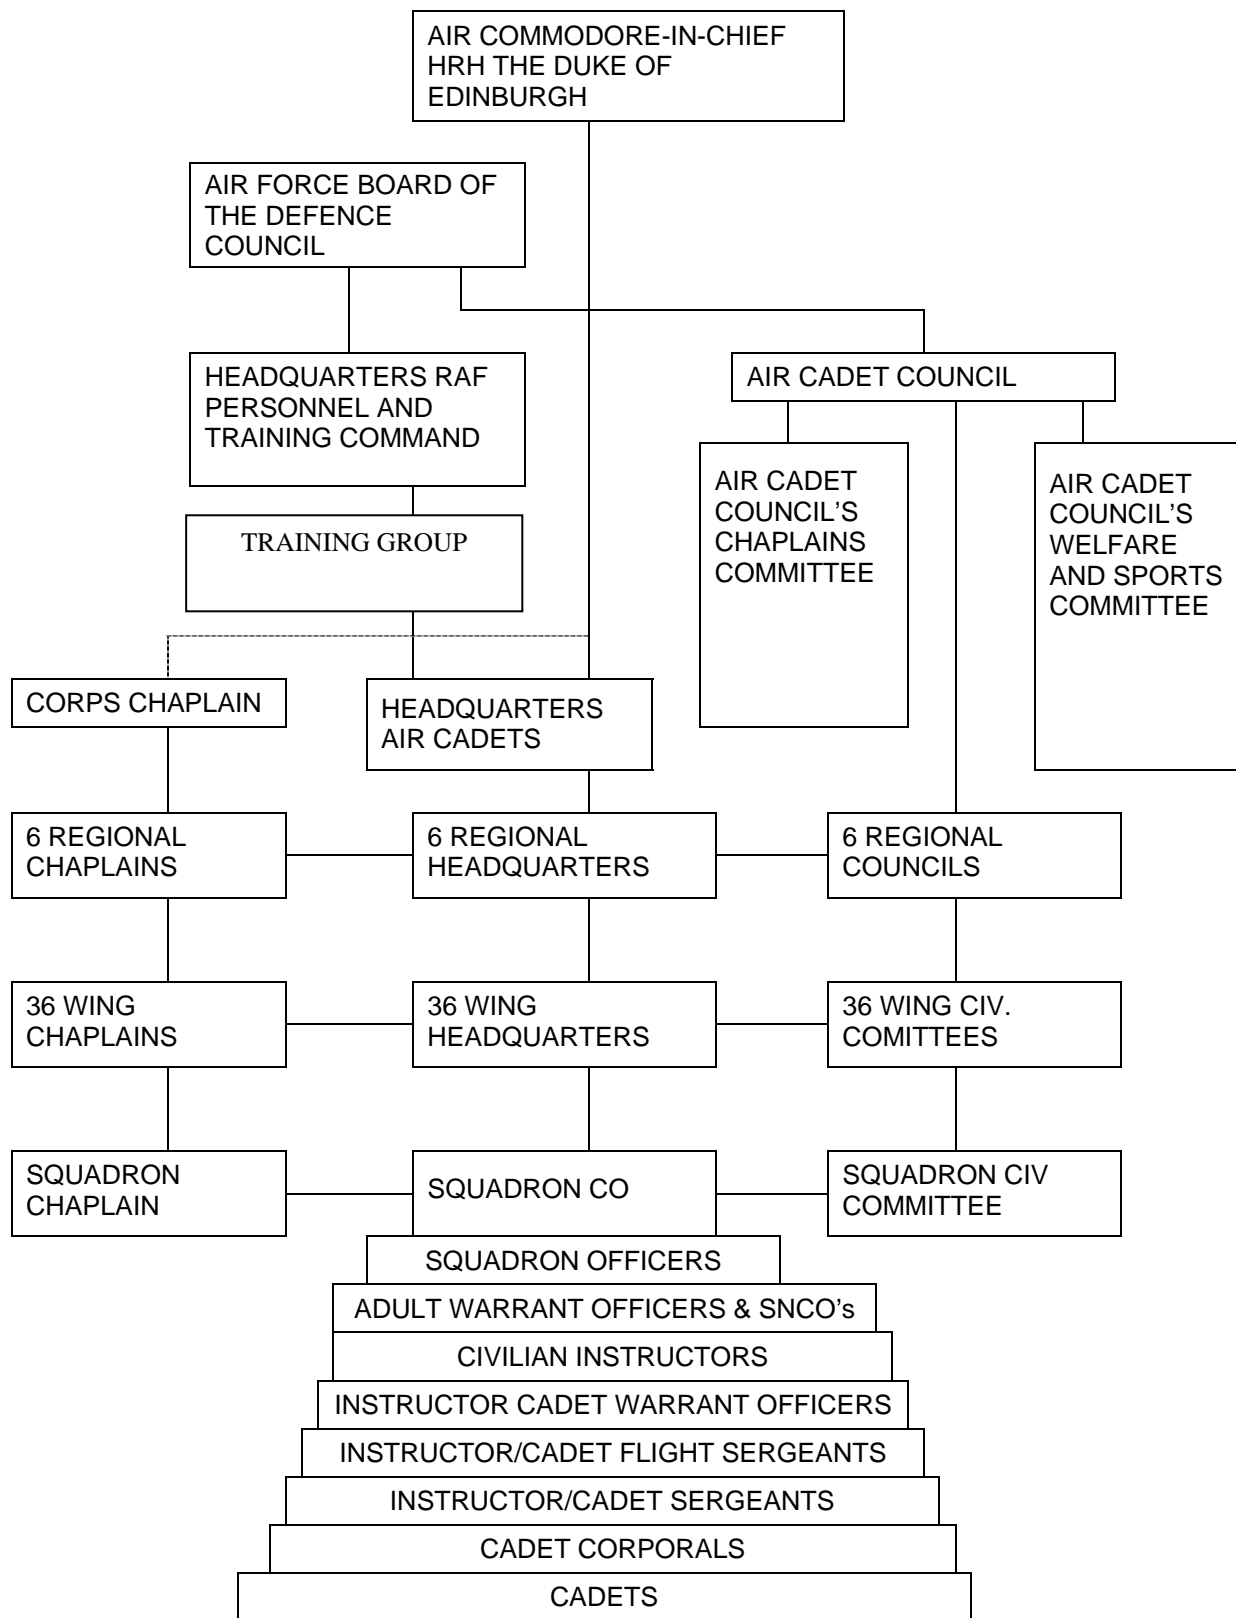 AIR COMMODORE-IN-CHIEF
HRH THE DUKE OF
EDINBURGH
AIR FORCE BOARD OF
THE DEFENCE
COUNCIL
HEADQUARTERS RAF
PERSONNEL AND
TRAINING COMMAND
AIR CADET COUNCIL
TRAINING GROUP
AIR CADET
COUNCIL'S
CHAPLAINS
COMMITTEE
AIR CADET
COUNCIL'S
WELFARE
AND SPORTS
COMMITTEE
CORPS CHAPLAIN
HEADQUARTERS
AIR CADETS
6 REGIONAL
CHAPLAINS
6 REGIONAL
HEADQUARTERS
6 REGIONAL
COUNCILS
36 WING
CHAPLAINS
36 WING
HEADQUARTERS
36 WING CIV.
COMITTEES
SQUADRON
CHAPLAIN
SQUADRON CO
SQUADRON CIV
COMMITTEE
SQUADRON OFFICERS
ADULT WARRANT OFFICERS & SNCO's
CIVILIAN INSTRUCTORS
INSTRUCTOR CADET WARRANT OFFICERS
INSTRUCTOR/CADET FLIGHT SERGEANTS
INSTRUCTOR/CADET SERGEANTS
CADET CORPORALS
CADETS